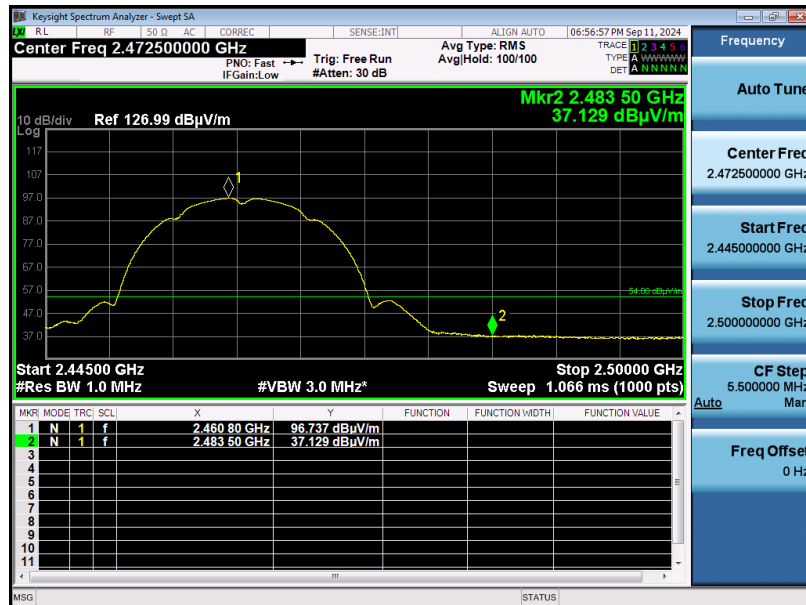 Keysight Spectrum Analyzer - Swept SA
LXI RL RF 50 Ω AC CORREC SENSE:INT ALIGN AUTO 06:56:57 PM Sep 11, 2024
Center Freq 2.472500000 GHz
PNO: Fast
IFGain:Low
Trig: Free Run
#Atten: 30 dB
Avg Type: RMS
Avg|Hold: 100/100
TRACE 1 2 3 4 5 6
TYPE A WWWWW
DET A N N N N N
Mkr2 2.483 50 GHz
37.129 dBµV/m
10 dB/div Ref 126.99 dBµV/m
Log
117
107
97.0
87.0
77.0
67.0
57.0
47.0
37.0
1
2
54.00 dBµV/m
Start 2.44500 GHz Stop 2.50000 GHz
#Res BW 1.0 MHz #VBW 3.0 MHz* Sweep 1.066 ms (1000 pts)
MKR MODE TRC SCL X Y FUNCTION FUNCTION WIDTH FUNCTION VALUE
1 N 1 f 2.460 80 GHz 96.737 dBµV/m
2 N 1 f 2.483 50 GHz 37.129 dBµV/m
3
4
5
6
7
8
9
10
11
MSG STATUS
Frequency
Auto Tune
Center Freq
2.472500000 GHz
Start Freq
2.445000000 GHz
Stop Freq
2.500000000 GHz
CF Step
5.500000 MHz
Auto Man
Freq Offset
0 Hz